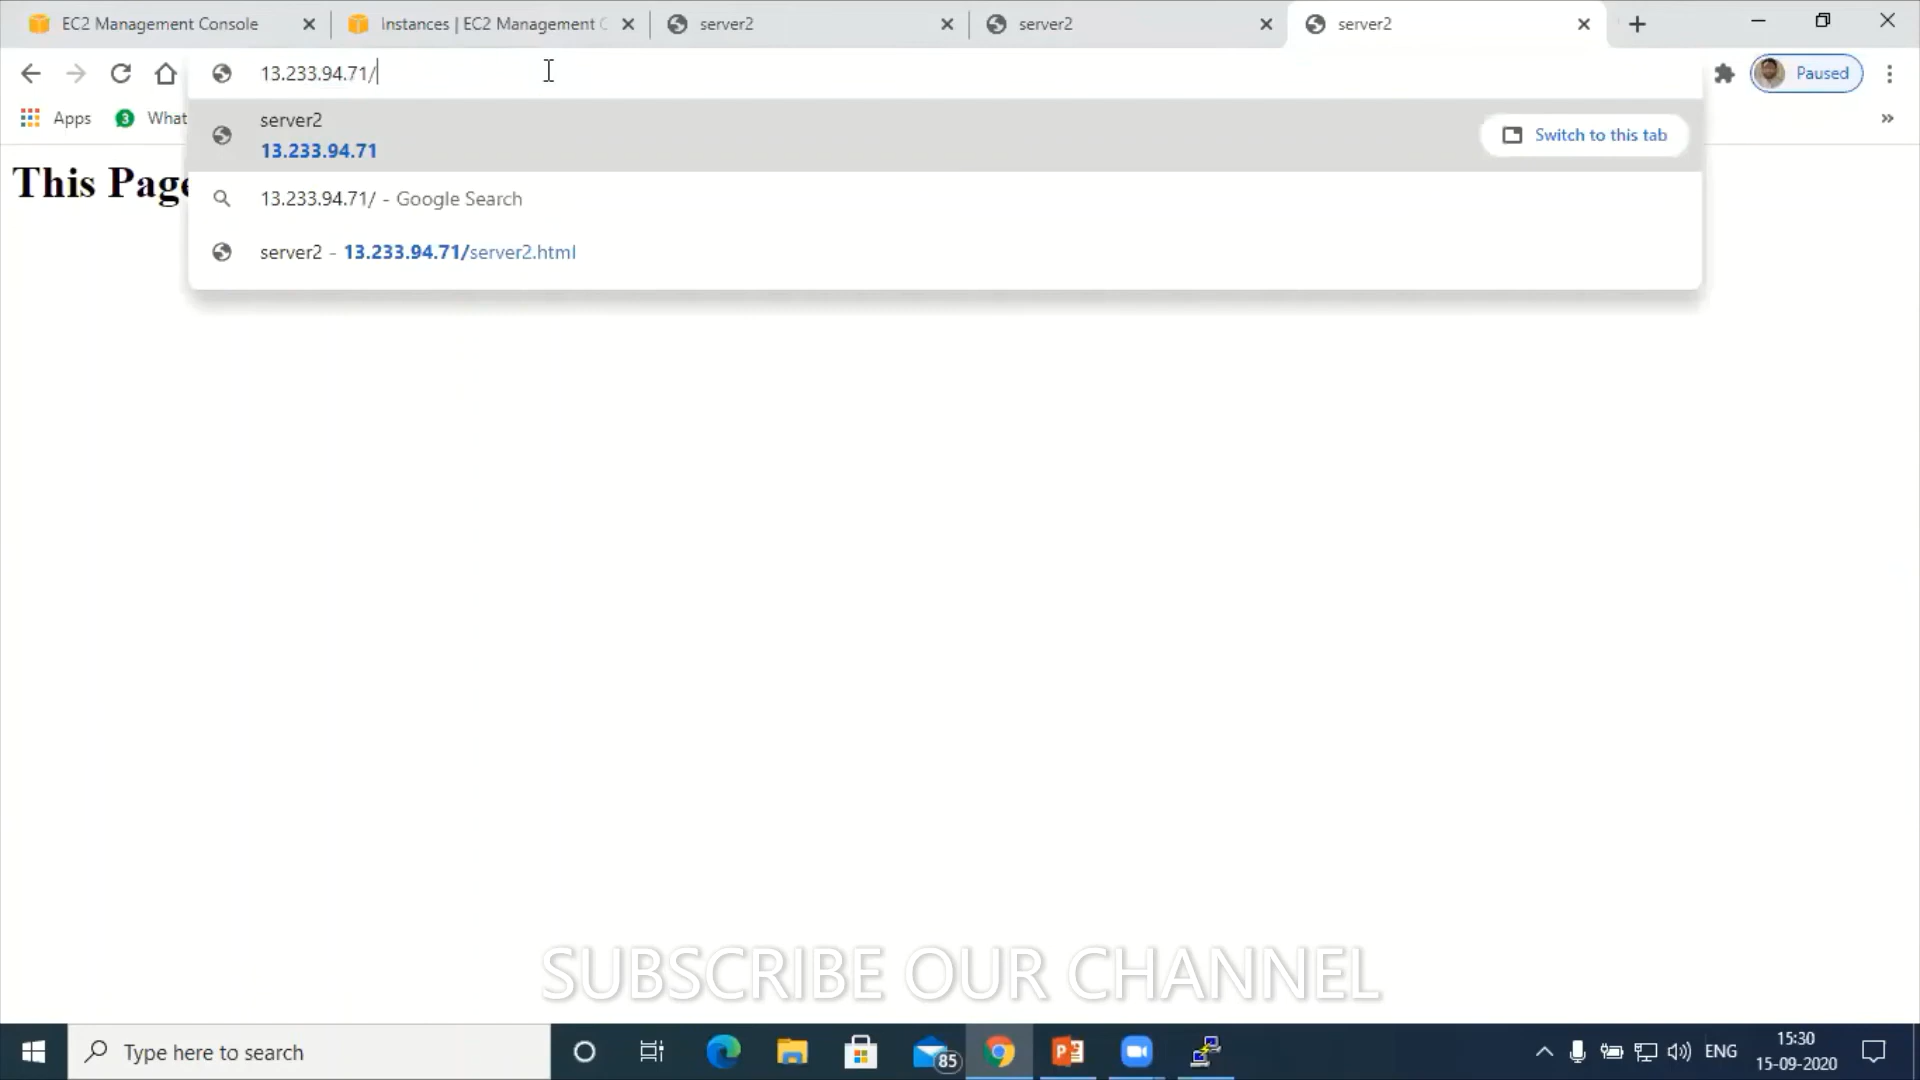 EC2 Management Console
Instances | EC2 Management C
server2
server2
server2
13.233.94.71/
Paused
Apps
3
What
server2
13.233.94.71
Switch to this tab
13.233.94.71/ - Google Search
server2 - 13.233.94.71/server2.html
This Page
SUBSCRIBE OUR CHANNEL
Type here to search
85
ENG
15:30
15-09-2020